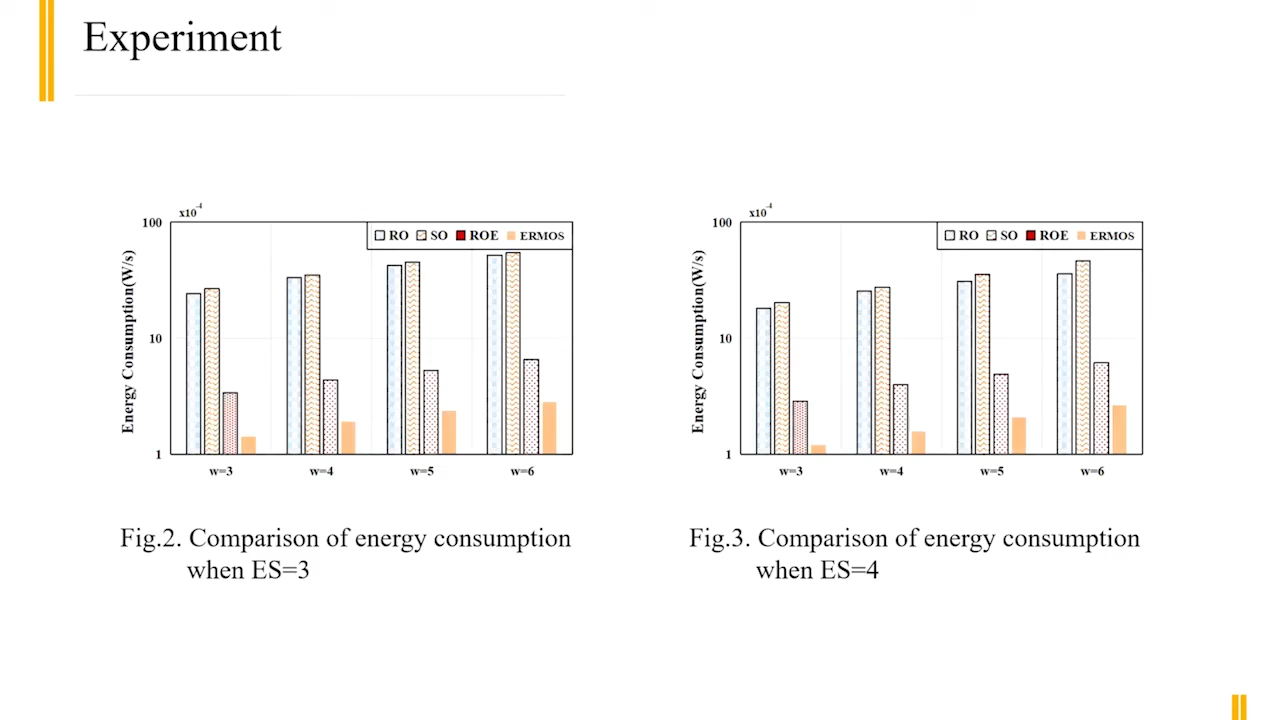 Experiment
x10-4
100
10
1
Energy Consumption(W/s)
RO SO ROE ERMOS
w=3 w=4 w=5 w=6
Fig.2. Comparison of energy consumption
when ES=3
x10-4
100
10
1
Energy Consumption(W/s)
RO SO ROE ERMOS
w=3 w=4 w=5 w=6
Fig.3. Comparison of energy consumption
when ES=4